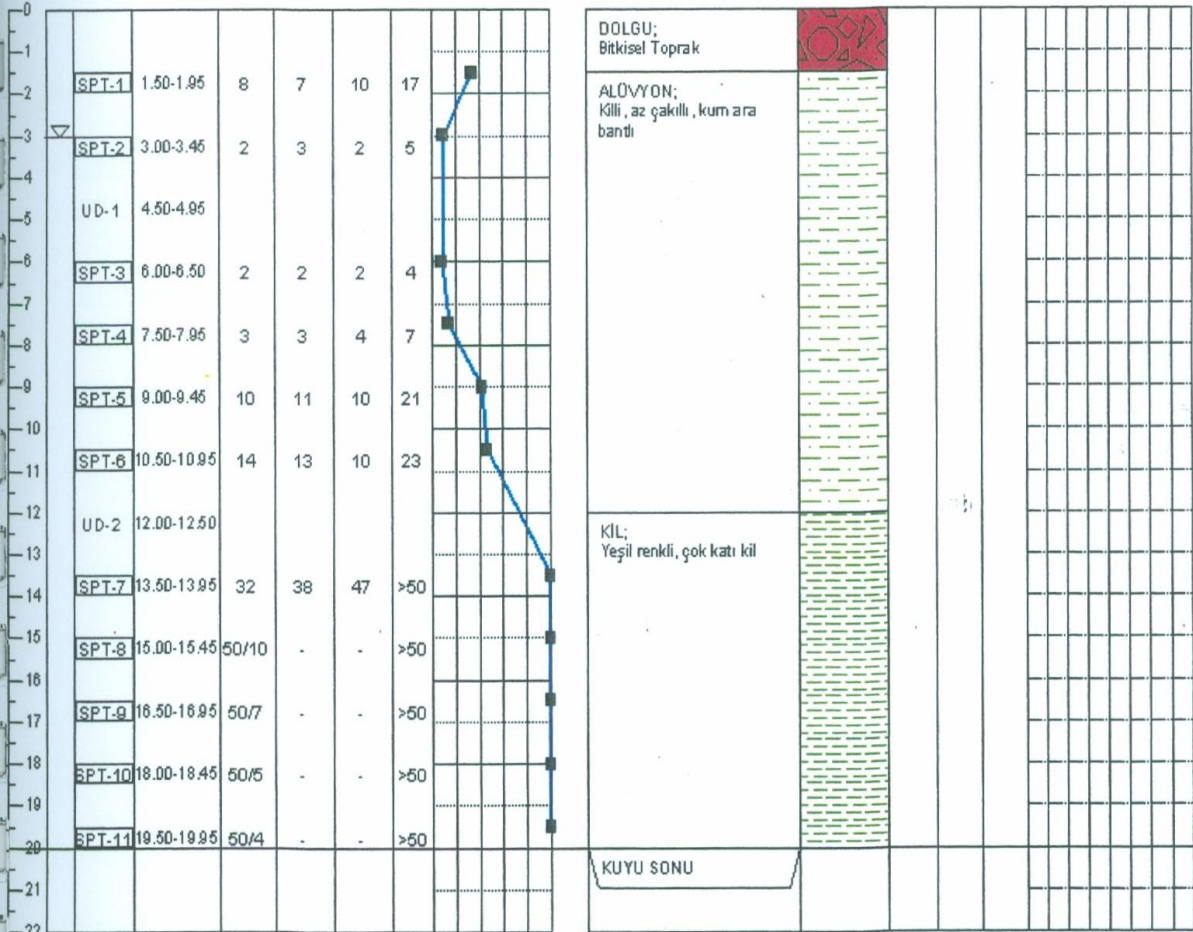 0
1
SPT-1 1.50-1.95 8 7 10 17
2
3
SPT-2 3.00-3.45 2 3 2 5
4
UD-1 4.50-4.95
5
6
SPT-3 6.00-6.50 2 2 2 4
7
SPT-4 7.50-7.95 3 3 4 7
8
9
SPT-5 9.00-9.45 10 11 10 21
10
SPT-6 10.50-10.95 14 13 10 23
11
12
UD-2 12.00-12.50
13
SPT-7 13.50-13.95 32 38 47 >50
14
15
SPT-8 15.00-15.45 50/10 - - >50
16
SPT-9 16.50-16.95 50/7 - - >50
17
18
SPT-10 18.00-18.45 50/5 - - >50
19
SPT-11 19.50-19.95 50/4 - - >50
20
21
22
DOLGU;
Bitkisel Toprak
ALÜVYON;
Killi, az çakıllı, kum ara
bantlı
KİL;
Yeşil renkli, çok katı kil
KUYU SONU